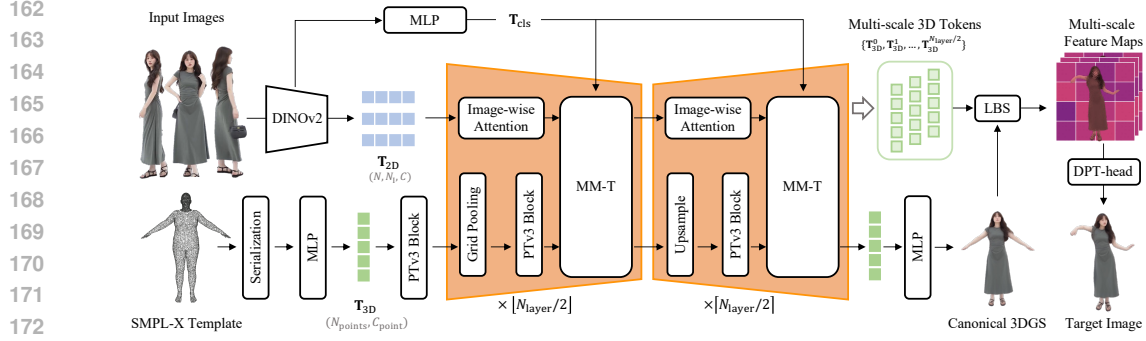 162
163
164
165
166
167
168
169
170
171
172
Input Images
MLP
T_cls
DINOv2
T_2D
(N, N_I, C)
Image-wise
Attention
MM-T
Grid Pooling
PTv3 Block
× ⌊N_layer/2⌋
Image-wise
Attention
MM-T
Upsample
PTv3 Block
×⌈N_layer/2⌉
Multi-scale 3D Tokens
{T^0_3D, T^1_3D, ..., T^{N_layer/2}_3D}
LBS
Multi-scale
Feature Maps
DPT-head
SMPL-X Template
Serialization
MLP
T_3D
(N_points, C_point)
PTv3 Block
MLP
Canonical 3DGS
Target Image